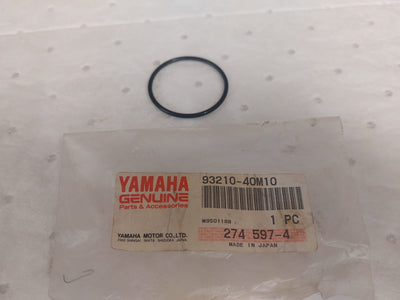 YAMAHA
GENUINE
Parts & Accessories
93210-40M10
1 PC
YAMAHA MOTOR CO.,LTD.
274 597-4
MADE IN JAPAN